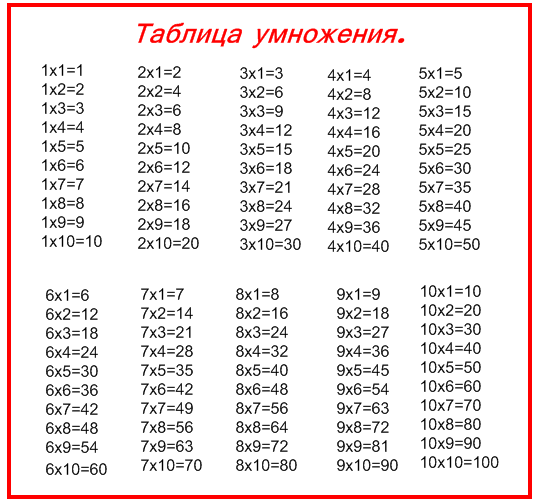 Таблица умножения.
1x1=1
1x2=2
1x3=3
1x4=4
1x5=5
1x6=6
1x7=7
1x8=8
1x9=9
1x10=10
2x1=2
2x2=4
2x3=6
2x4=8
2x5=10
2x6=12
2x7=14
2x8=16
2x9=18
2x10=20
3x1=3
3x2=6
3x3=9
3x4=12
3x5=15
3x6=18
3x7=21
3x8=24
3x9=27
3x10=30
4x1=4
4x2=8
4x3=12
4x4=16
4x5=20
4x6=24
4x7=28
4x8=32
4x9=36
4x10=40
5x1=5
5x2=10
5x3=15
5x4=20
5x5=25
5x6=30
5x7=35
5x8=40
5x9=45
5x10=50
6x1=6
6x2=12
6x3=18
6x4=24
6x5=30
6x6=36
6x7=42
6x8=48
6x9=54
6x10=60
7x1=7
7x2=14
7x3=21
7x4=28
7x5=35
7x6=42
7x7=49
7x8=56
7x9=63
7x10=70
8x1=8
8x2=16
8x3=24
8x4=32
8x5=40
8x6=48
8x7=56
8x8=64
8x9=72
8x10=80
9x1=9
9x2=18
9x3=27
9x4=36
9x5=45
9x6=54
9x7=63
9x8=72
9x9=81
9x10=90
10x1=10
10x2=20
10x3=30
10x4=40
10x5=50
10x6=60
10x7=70
10x8=80
10x9=90
10x10=100